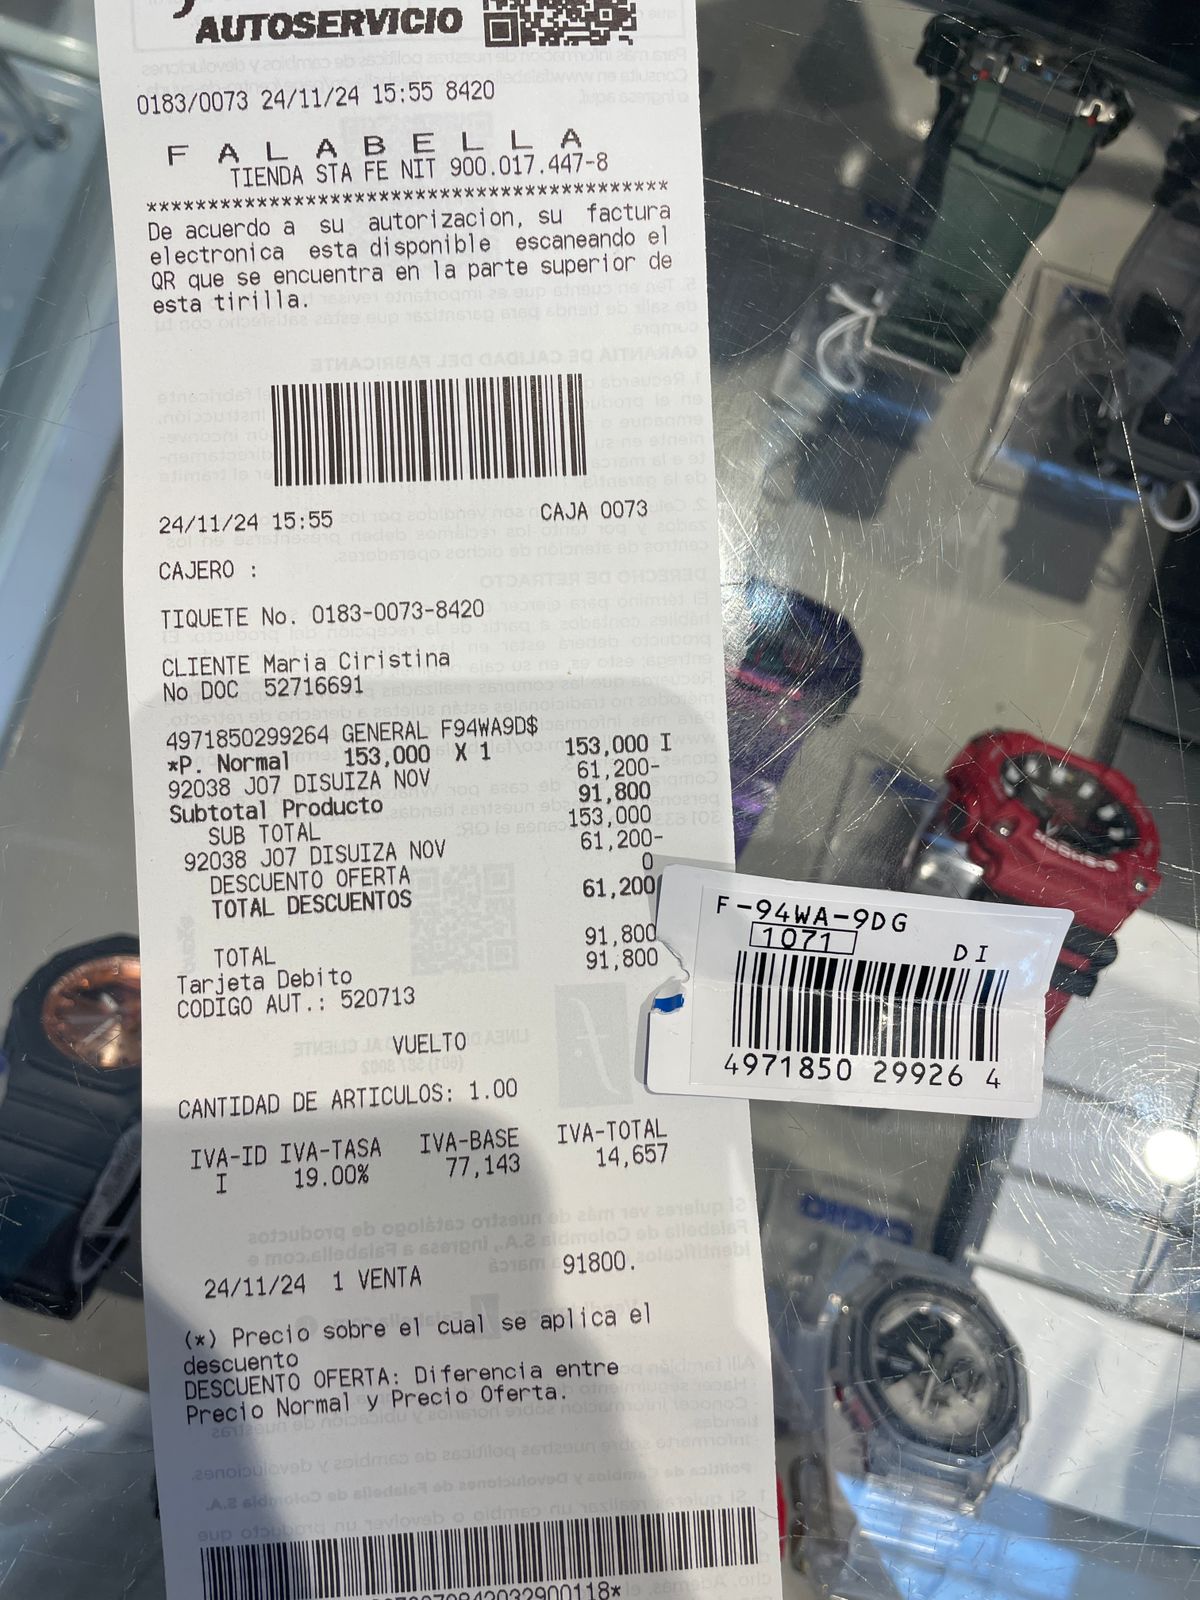 AUTOSERVICIO
0183/0073 24/11/24 15:55 8420
FALABELLA
TIENDA STA FE NIT 900.017.447-8
*****************************************
De acuerdo a su autorizacion, su factura
electronica esta disponible escaneando el
QR que se encuentra en la parte superior de
esta tirilla.
24/11/24 15:55 CAJA 0073
CAJERO :
TIQUETE No. 0183-0073-8420
CLIENTE Maria Ciristina
No DOC 52716691
4971850299264 GENERAL F94WA9D$
*P. Normal 153,000 X 1 153,000 I
92038 J07 DISUIZA NOV 61,200-
Subtotal Producto 91,800
SUB TOTAL 153,000
92038 J07 DISUIZA NOV 61,200-
DESCUENTO OFERTA 0
TOTAL DESCUENTOS 61,200
TOTAL 91,800
Tarjeta Debito 91,800
CODIGO AUT.: 520713
VUELTO
CANTIDAD DE ARTICULOS: 1.00
IVA-ID IVA-TASA IVA-BASE IVA-TOTAL
I 19.00% 77,143 14,657
24/11/24 1 VENTA 91800.
(*) Precio sobre el cual se aplica el
descuento
DESCUENTO OFERTA: Diferencia entre
Precio Normal y Precio Oferta.
F-94WA-9DG
1071 DI
4971850 29926 4
G-SHOCK
CASIO